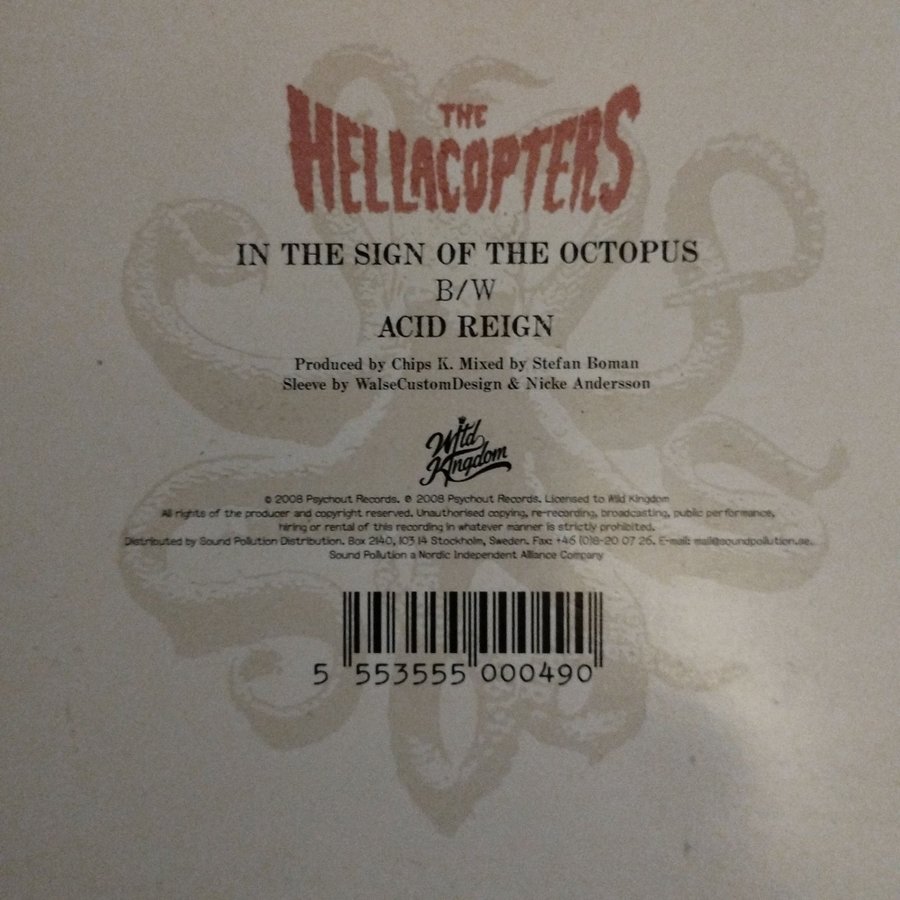 THE
HELLACOPTERS
IN THE SIGN OF THE OCTOPUS
B/W
ACID REIGN
Produced by Chips K. Mixed by Stefan Boman
Sleeve by WalseCustomDesign & Nicke Andersson
Wild
Kingdom
© 2008 Psychout Records. ℗ 2008 Psychout Records. Licensed to Wild Kingdom
All rights of the producer and copyright reserved. Unauthorised copying, re-recording, broadcasting, public performance,
hiring or rental of this recording in whatever manner is strictly prohibited.
Distributed by Sound Pollution Distribution. Box 2140, 103 14 Stockholm, Sweden. Fax: +46 (0)8-20 07 26. E-mail: mail@soundpollution.se.
Sound Pollution a Nordic Independent Alliance Company
5 553555 000490